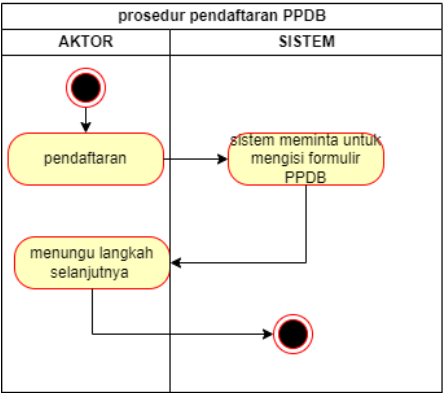 prosedur pendaftaran PPDB
AKTOR
SISTEM
pendaftaran
sistem meminta untuk
mengisi formulir
PPDB
menungu langkah
selanjutnya